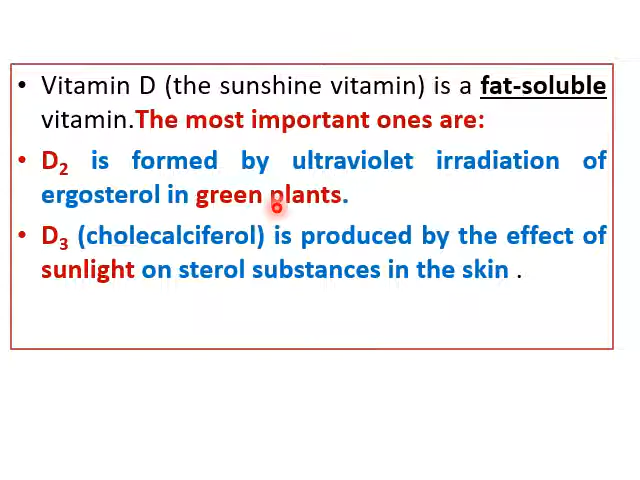 • Vitamin D (the sunshine vitamin) is a fat-soluble
vitamin.The most important ones are:
• D₂ is formed by ultraviolet irradiation of
ergosterol in green plants.
• D₃ (cholecalciferol) is produced by the effect of
sunlight on sterol substances in the skin .